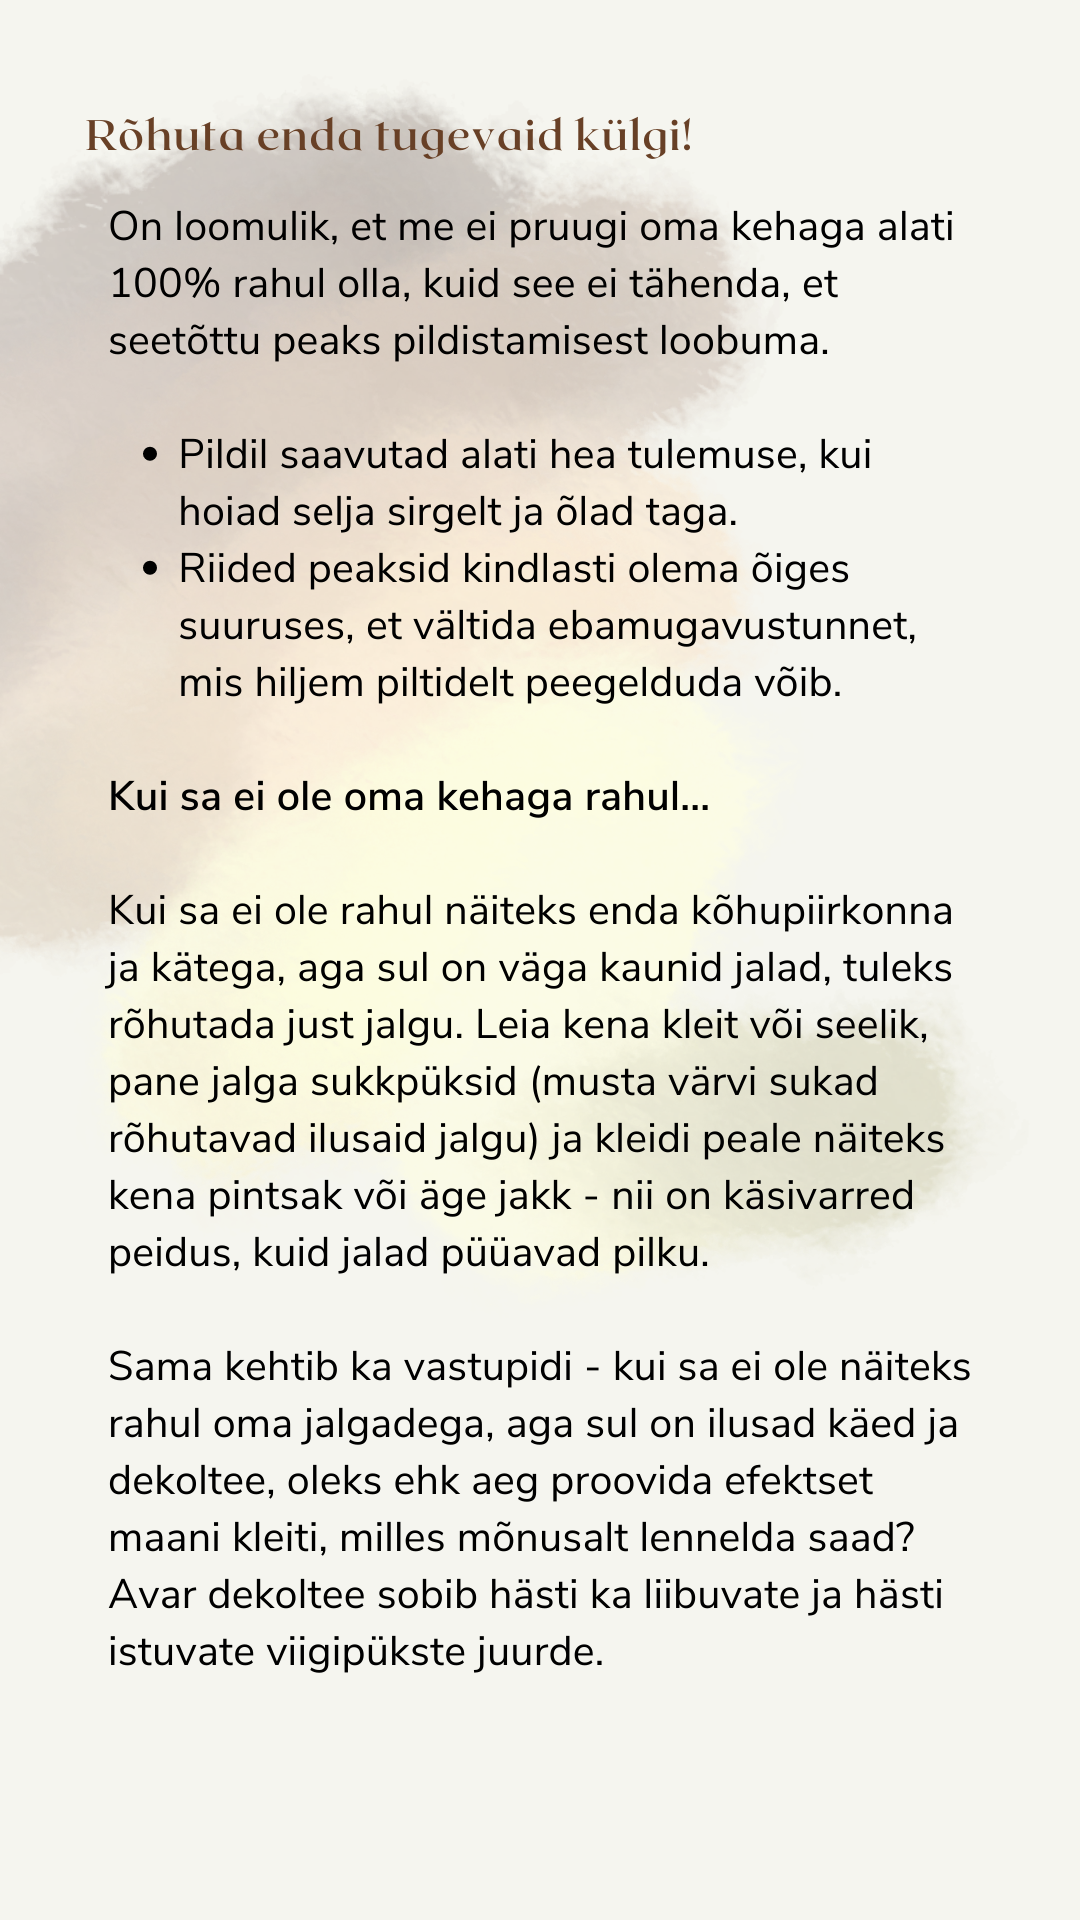 Rõhuta enda tugevaid külgi!
On loomulik, et me ei pruugi oma kehaga alati
100% rahul olla, kuid see ei tähenda, et
seetõttu peaks pildistamisest loobuma.
• Pildil saavutad alati hea tulemuse, kui
hoiad selja sirgelt ja õlad taga.
• Riided peaksid kindlasti olema õiges
suuruses, et vältida ebamugavustunnet,
mis hiljem piltidelt peegelduda võib.
Kui sa ei ole oma kehaga rahul...
Kui sa ei ole rahul näiteks enda kõhupiirkonna
ja kätega, aga sul on väga kaunid jalad, tuleks
rõhutada just jalgu. Leia kena kleit või seelik,
pane jalga sukkpüksid (musta värvi sukad
rõhutavad ilusaid jalgu) ja kleidi peale näiteks
kena pintsak või äge jakk - nii on käsivarred
peidus, kuid jalad püüavad pilku.
Sama kehtib ka vastupidi - kui sa ei ole näiteks
rahul oma jalgadega, aga sul on ilusad käed ja
dekoltee, oleks ehk aeg proovida efektset
maani kleiti, milles mõnusalt lennelda saad?
Avar dekoltee sobib hästi ka liibuvate ja hästi
istuvate viigipükste juurde.